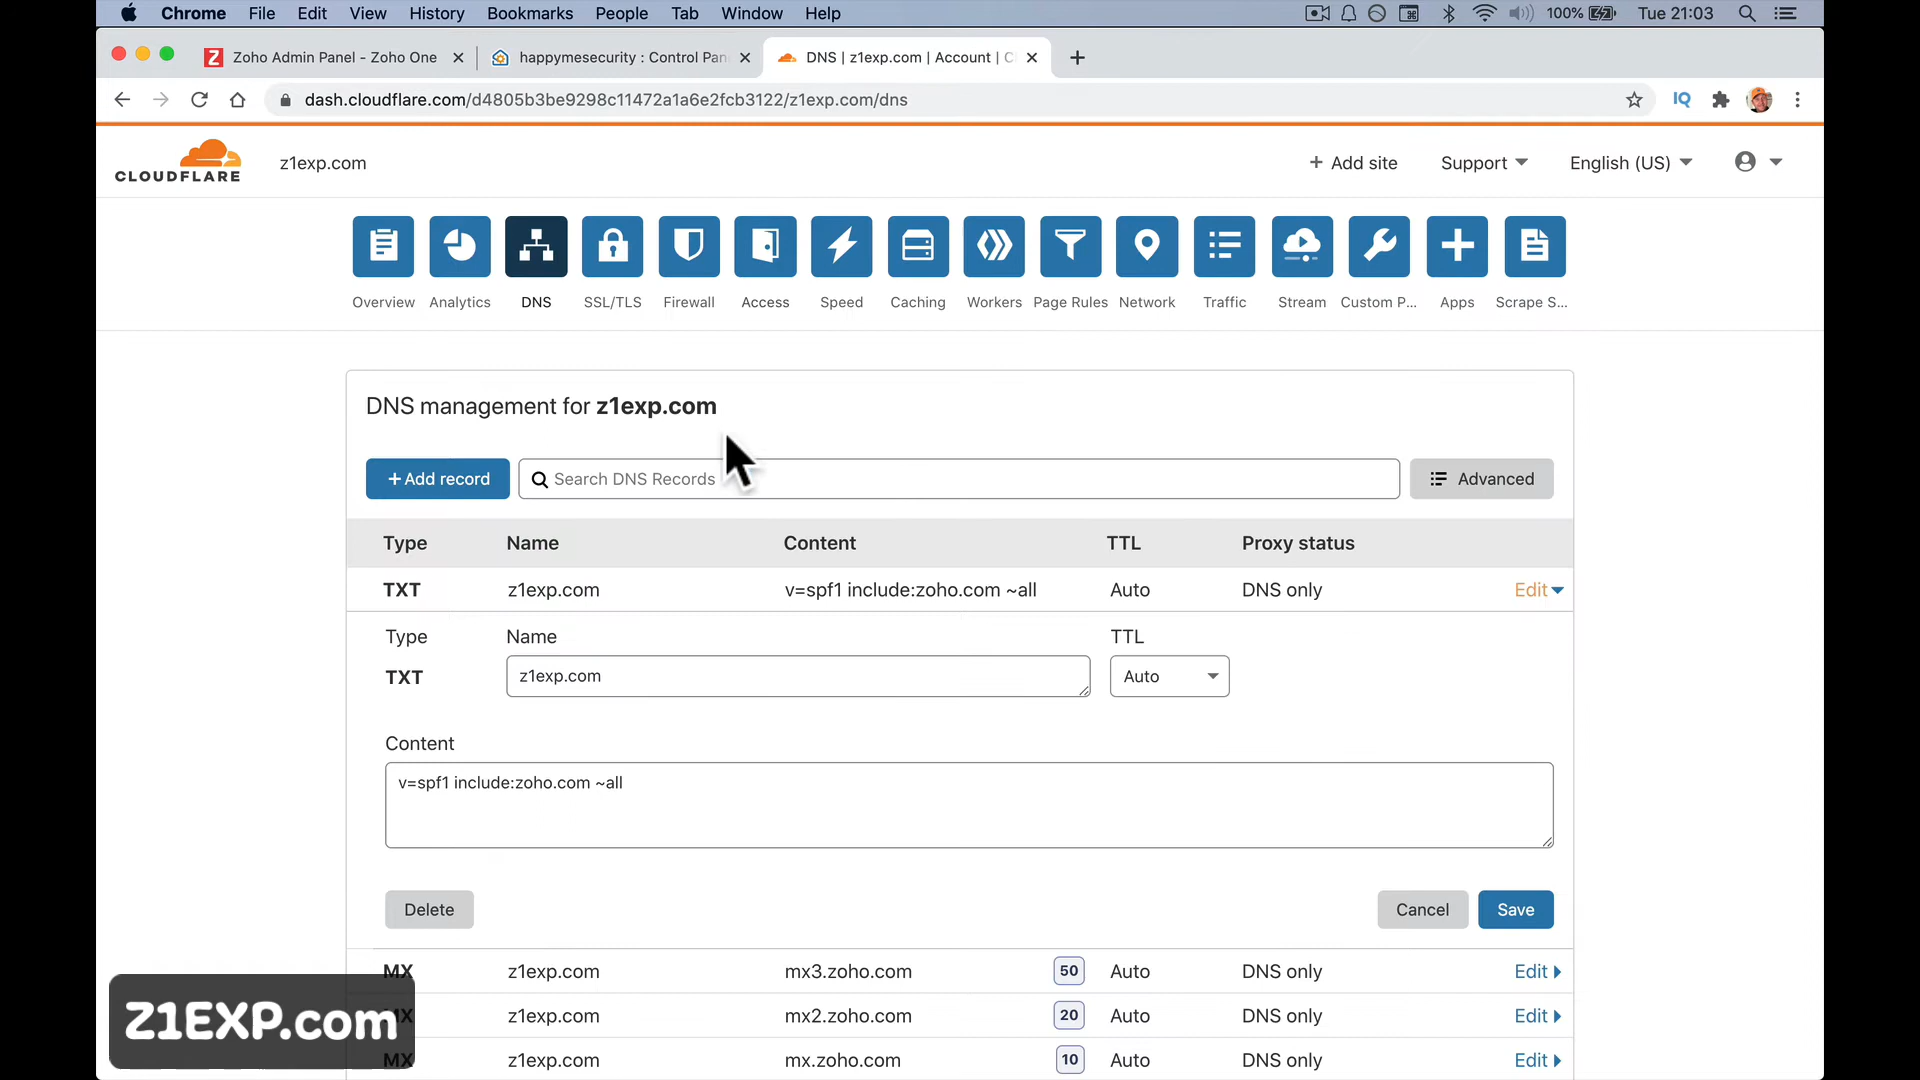 Chrome File Edit View History Bookmarks People Tab Window Help 100% Tue 21:03
Zoho Admin Panel - Zoho One happymesecurity : Control Pan DNS | z1exp.com | Account | C
dash.cloudflare.com/d4805b3be9298c11472a1a6e2fcb3122/z1exp.com/dns IQ
CLOUDFLARE z1exp.com + Add site Support English (US)
Overview Analytics DNS SSL/TLS Firewall Access Speed Caching Workers Page Rules Network Traffic Stream Custom P... Apps Scrape S...
DNS management for z1exp.com
+ Add record Search DNS Records Advanced
Type Name Content TTL Proxy status
TXT z1exp.com v=spf1 include:zoho.com ~all Auto DNS only Edit
Type Name TTL
TXT z1exp.com Auto
Content
v=spf1 include:zoho.com ~all
Delete Cancel Save
MX z1exp.com mx3.zoho.com 50 Auto DNS only Edit
MX z1exp.com mx2.zoho.com 20 Auto DNS only Edit
MX z1exp.com mx.zoho.com 10 Auto DNS only Edit
Z1EXP.com